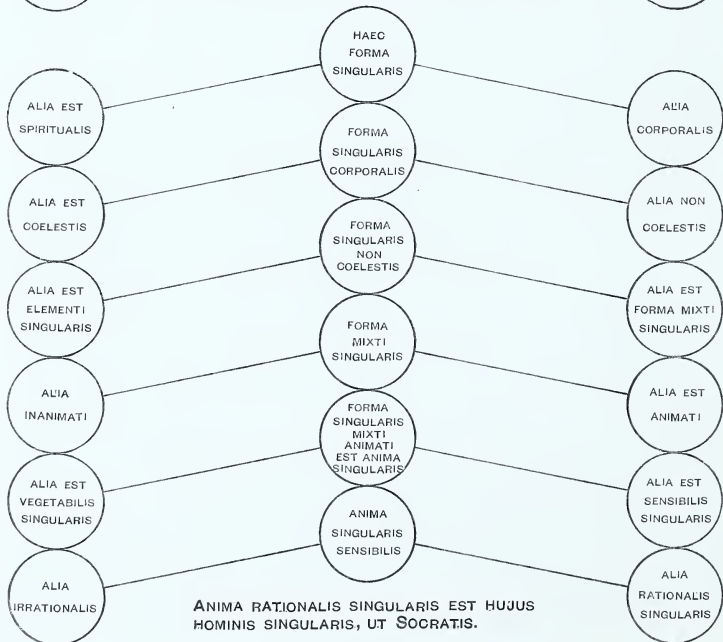 HAEC
FORMA
SINGULARIS
ALIA EST
SPIRITUALIS
ALIA
CORPORALIS
FORMA
SINGULARIS
CORPORALIS
ALIA EST
COELESTIS
ALIA NON
COELESTIS
FORMA
SINGULARIS
NON
COELESTIS
ALIA EST
ELEMENTI
SINGULARIS
ALIA EST
FORMA MIXTI
SINGULARIS
FORMA
MIXTI
SINGULARIS
ALIA
INANIMATI
ALIA EST
ANIMATI
FORMA
SINGULARIS
MIXTI
ANIMATI
EST ANIMA
SINGULARIS
ALIA EST
VEGETABILIS
SINGULARIS
ALIA EST
SENSIBILIS
SINGULARIS
ANIMA
SINGULARIS
SENSIBILIS
ALIA
IRRATIONALIS
ALIA
RATIONALIS
SINGULARIS
ANIMA RATIONALIS SINGULARIS EST HUJUS
HOMINIS SINGULARIS, UT SOCRATIS.